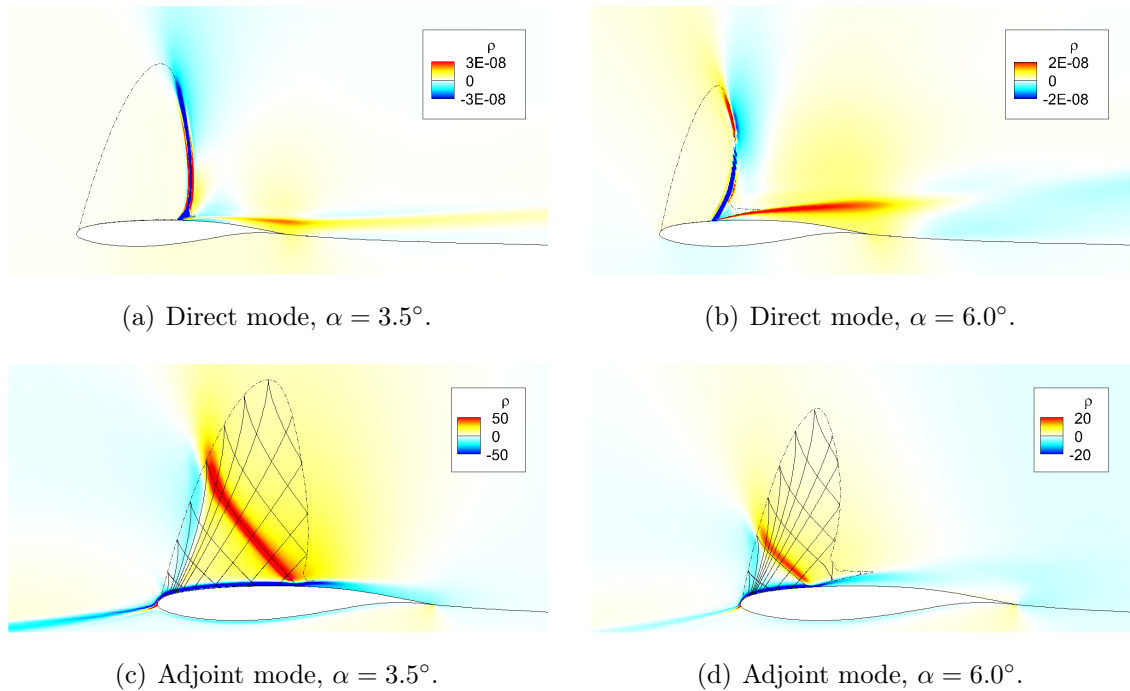 ρ
3E-08
0
-3E-08
ρ
2E-08
0
-2E-08
(a) Direct mode, α = 3.5°.
(b) Direct mode, α = 6.0°.
ρ
50
0
-50
ρ
20
0
-20
(c) Adjoint mode, α = 3.5°.
(d) Adjoint mode, α = 6.0°.